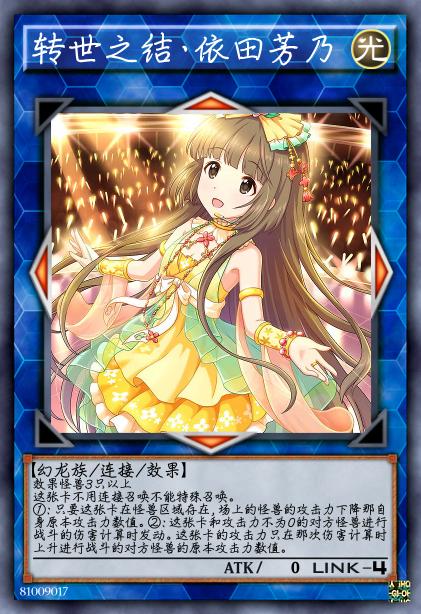 转世之结·依田芳乃 光
【幻龙族/连接/效果】
效果怪兽3只以上
这张卡不用连接召唤不能特殊召唤。
①:只要这张卡在怪兽区域存在,场上的怪兽的攻击力下降那自
身原本攻击力数值。②:这张卡和攻击力不为0的对方怪兽进行
战斗的伤害计算时发动。这张卡的攻击力只在那次伤害计算时
上升进行战斗的对方怪兽的原本攻击力数值。
ATK/ 0 LINK-4
81009017